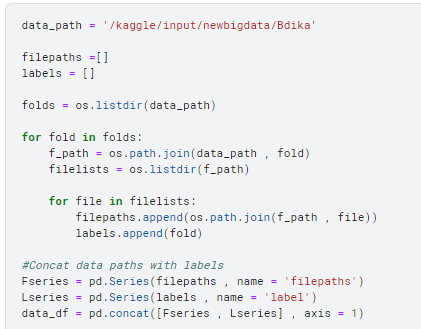 data_path = '/kaggle/input/newbigdata/Bdika'
filepaths =[]
labels = []
folds = os.listdir(data_path)
for fold in folds:
    f_path = os.path.join(data_path , fold)
    filelists = os.listdir(f_path)
    for file in filelists:
        filepaths.append(os.path.join(f_path , file))
        labels.append(fold)
#Concat data paths with labels
Fseries = pd.Series(filepaths , name = 'filepaths')
Lseries = pd.Series(labels , name = 'label')
data_df = pd.concat([Fseries , Lseries] , axis = 1)